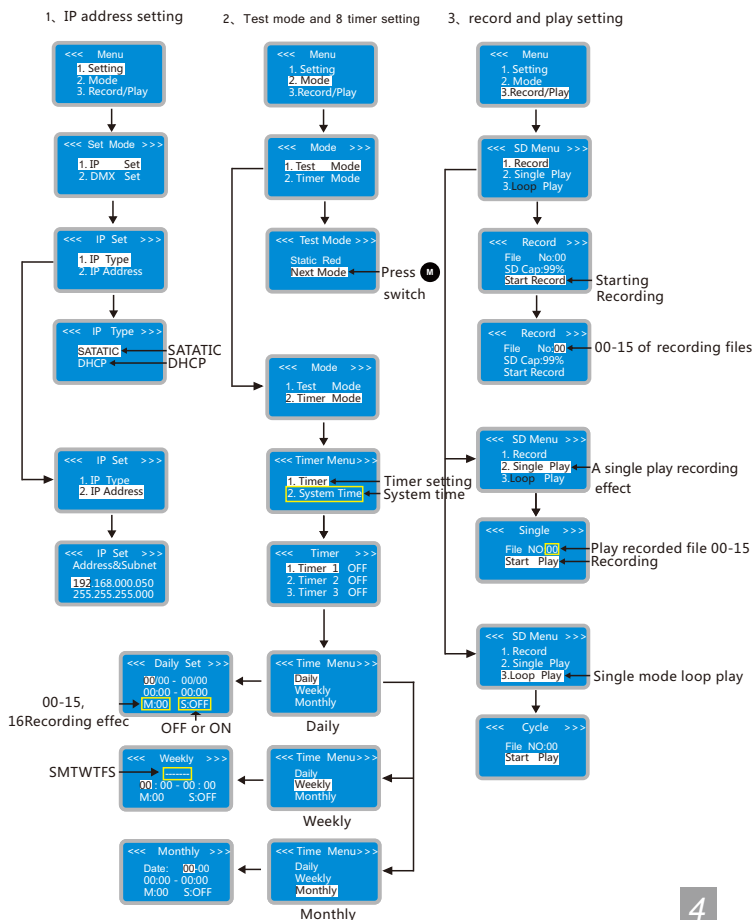 1、IP address setting
<<< Menu
1. Setting
2. Mode
3. Record/Play
<<< Set Mode >>>
1. IP Set
2. DMX Set
<<< IP Set >>>
1. IP Type
2. IP Address
<<< IP Type >>>
SATATIC
DHCP
SATATIC
DHCP
<<< IP Set >>>
1. IP Type
2. IP Address
<<< IP Set >>>
Address&Subnet
192.168.000.050
255.255.255.000
2、Test mode and 8 timer setting
<<< Menu
1. Setting
2. Mode
3.Record/Play
<<< Mode >>>
1. Test Mode
2. Timer Mode
<<< Test Mode >>>
Static Red
Next Mode
Press M
switch
<<< Mode >>>
1. Test Mode
2. Timer Mode
<<< Timer Menu>>>
1. Timer
2. System Time
Timer setting
System time
<<< Timer >>>
1. Timer 1 OFF
2. Timer 2 OFF
3. Timer 3 OFF
<<< Time Menu>>>
Daily
Weekly
Monthly
Daily
<<< Daily Set >>>
00/00 - 00/00
00:00 - 00:00
M:00 S:OFF
00-15,
16Recording effec
OFF or ON
<<< Time Menu>>>
Daily
Weekly
Monthly
Weekly
<<< Weekly >>>
-------
00 : 00 - 00 : 00
M:00 S:OFF
SMTWTFS
<<< Time Menu>>>
Daily
Weekly
Monthly
Monthly
<<< Monthly >>>
Date: 00-00
00:00 - 00:00
M:00 S:OFF
3、record and play setting
<<< Menu
1. Setting
2. Mode
3.Record/Play
<<< SD Menu >>>
1. Record
2. Single Play
3.Loop Play
<<< Record >>>
File No:00
SD Cap:99%
Start Record
Starting
Recording
<<< Record >>>
File No:00
SD Cap:99%
Start Record
00-15 of recording files
<<< SD Menu >>>
1. Record
2. Single Play
3.Loop Play
A single play recording
effect
<<< Single >>>
File NO:00
Start Play
Play recorded file 00-15
Recording
<<< SD Menu >>>
1. Record
2. Single Play
3.Loop Play
Single mode loop play
<<< Cycle >>>
File NO:00
Start Play
4